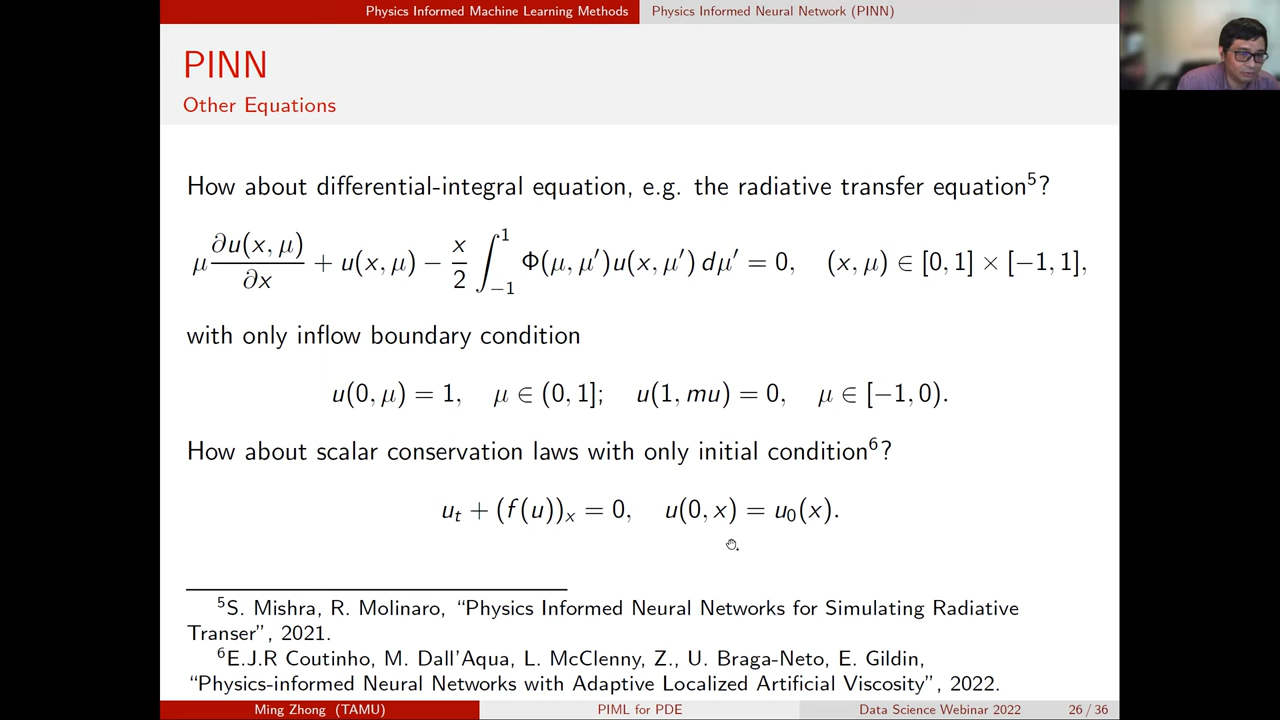 Physics Informed Machine Learning Methods Physics Informed Neural Network (PINN)
PINN
Other Equations
How about differential-integral equation, e.g. the radiative transfer equation⁵?
μ ∂u(x, μ)/∂x + u(x, μ) − x/2 ∫₋₁¹ Φ(μ, μ′)u(x, μ′) dμ′ = 0, (x, μ) ∈ [0, 1] × [−1, 1],
with only inflow boundary condition
u(0, μ) = 1, μ ∈ (0, 1]; u(1, mu) = 0, μ ∈ [−1, 0).
How about scalar conservation laws with only initial condition⁶?
uₜ + (f(u))ₓ = 0, u(0, x) = u₀(x).
⁵S. Mishra, R. Molinaro, “Physics Informed Neural Networks for Simulating Radiative
Transer”, 2021.
⁶E.J.R Coutinho, M. Dall'Aqua, L. McClenny, Z., U. Braga-Neto, E. Gildin,
“Physics-informed Neural Networks with Adaptive Localized Artificial Viscosity”, 2022.
Ming Zhong (TAMU) PIML for PDE Data Science Webinar 2022 26 / 36